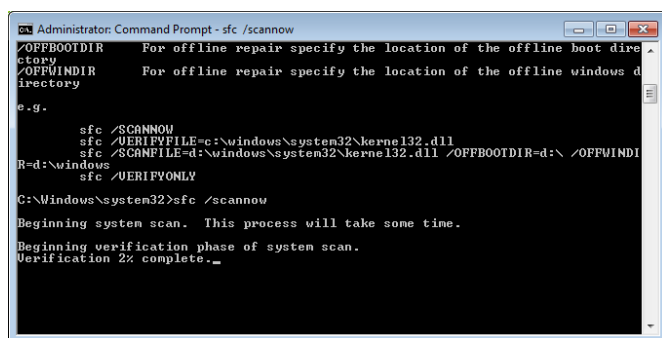 Administrator: Command Prompt - sfc /scannow
/OFFBOOTDIR For offline repair specify the location of the offline boot dire
ctory
/OFFWINDIR For offline repair specify the location of the offline windows d
irectory
e.g.
sfc /SCANNOW
sfc /VERIFYFILE=c:\windows\system32\kernel32.dll
sfc /SCANFILE=d:\windows\system32\kernel32.dll /OFFBOOTDIR=d:\ /OFFWINDI
R=d:\windows
sfc /VERIFYONLY
C:\Windows\system32>sfc /scannow
Beginning system scan. This process will take some time.
Beginning verification phase of system scan.
Verification 2% complete._